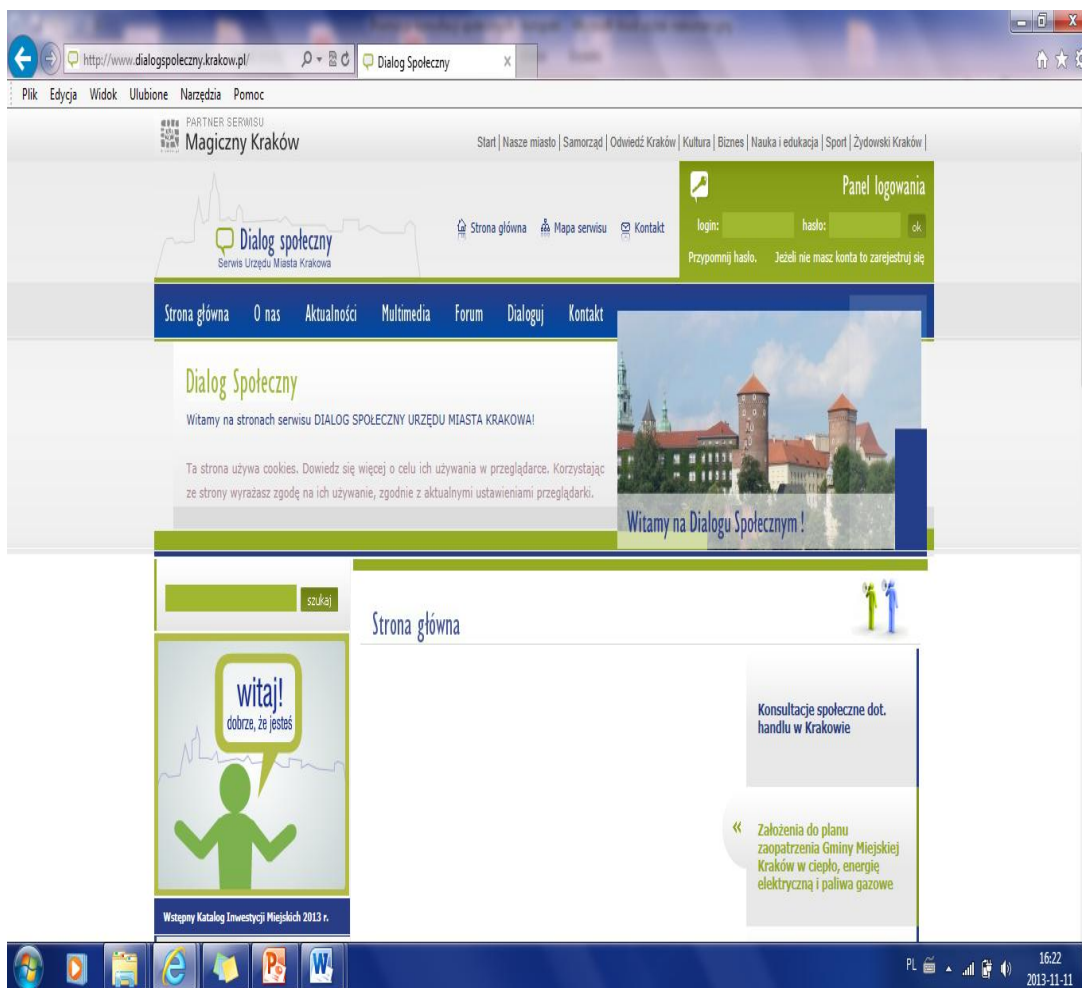 http://www.dialogspoleczny.krakow.pl/
Dialog Społeczny
Plik Edycja Widok Ulubione Narzędzia Pomoc
PARTNER SERWISU
Magiczny Kraków
Start | Nasze miasto | Samorząd | Odwiedź Kraków | Kultura | Biznes | Nauka i edukacja | Sport | Żydowski Kraków |
Panel logowania
login: hasło: ok
Przypomnij hasło. Jeżeli nie masz konta to zarejestruj się
Strona główna Mapa serwisu Kontakt
Dialog społeczny
Serwis Urzędu Miasta Krakowa
Strona główna O nas Aktualności Multimedia Forum Dialoguj Kontakt
Dialog Społeczny
Witamy na stronach serwisu DIALOG SPOŁECZNY URZĘDU MIASTA KRAKOWA!
Ta strona używa cookies. Dowiedz się więcej o celu ich używania w przeglądarce. Korzystając
ze strony wyrażasz zgodę na ich używanie, zgodnie z aktualnymi ustawieniami przeglądarki.
Witamy na Dialogu Społecznym !
szukaj
Strona główna
witaj!
dobrze, że jesteś
Konsultacje społeczne dot.
handlu w Krakowie
« Założenia do planu
zaopatrzenia Gminy Miejskiej
Kraków w ciepło, energię
elektryczną i paliwa gazowe
Wstępny Katalog Inwestycji Miejskich 2013 r.
PL
16:22
2013-11-11